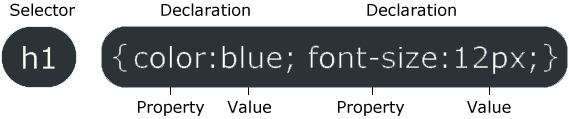 Selector Declaration Declaration
h1 {color:blue; font-size:12px;}
Property Value Property Value